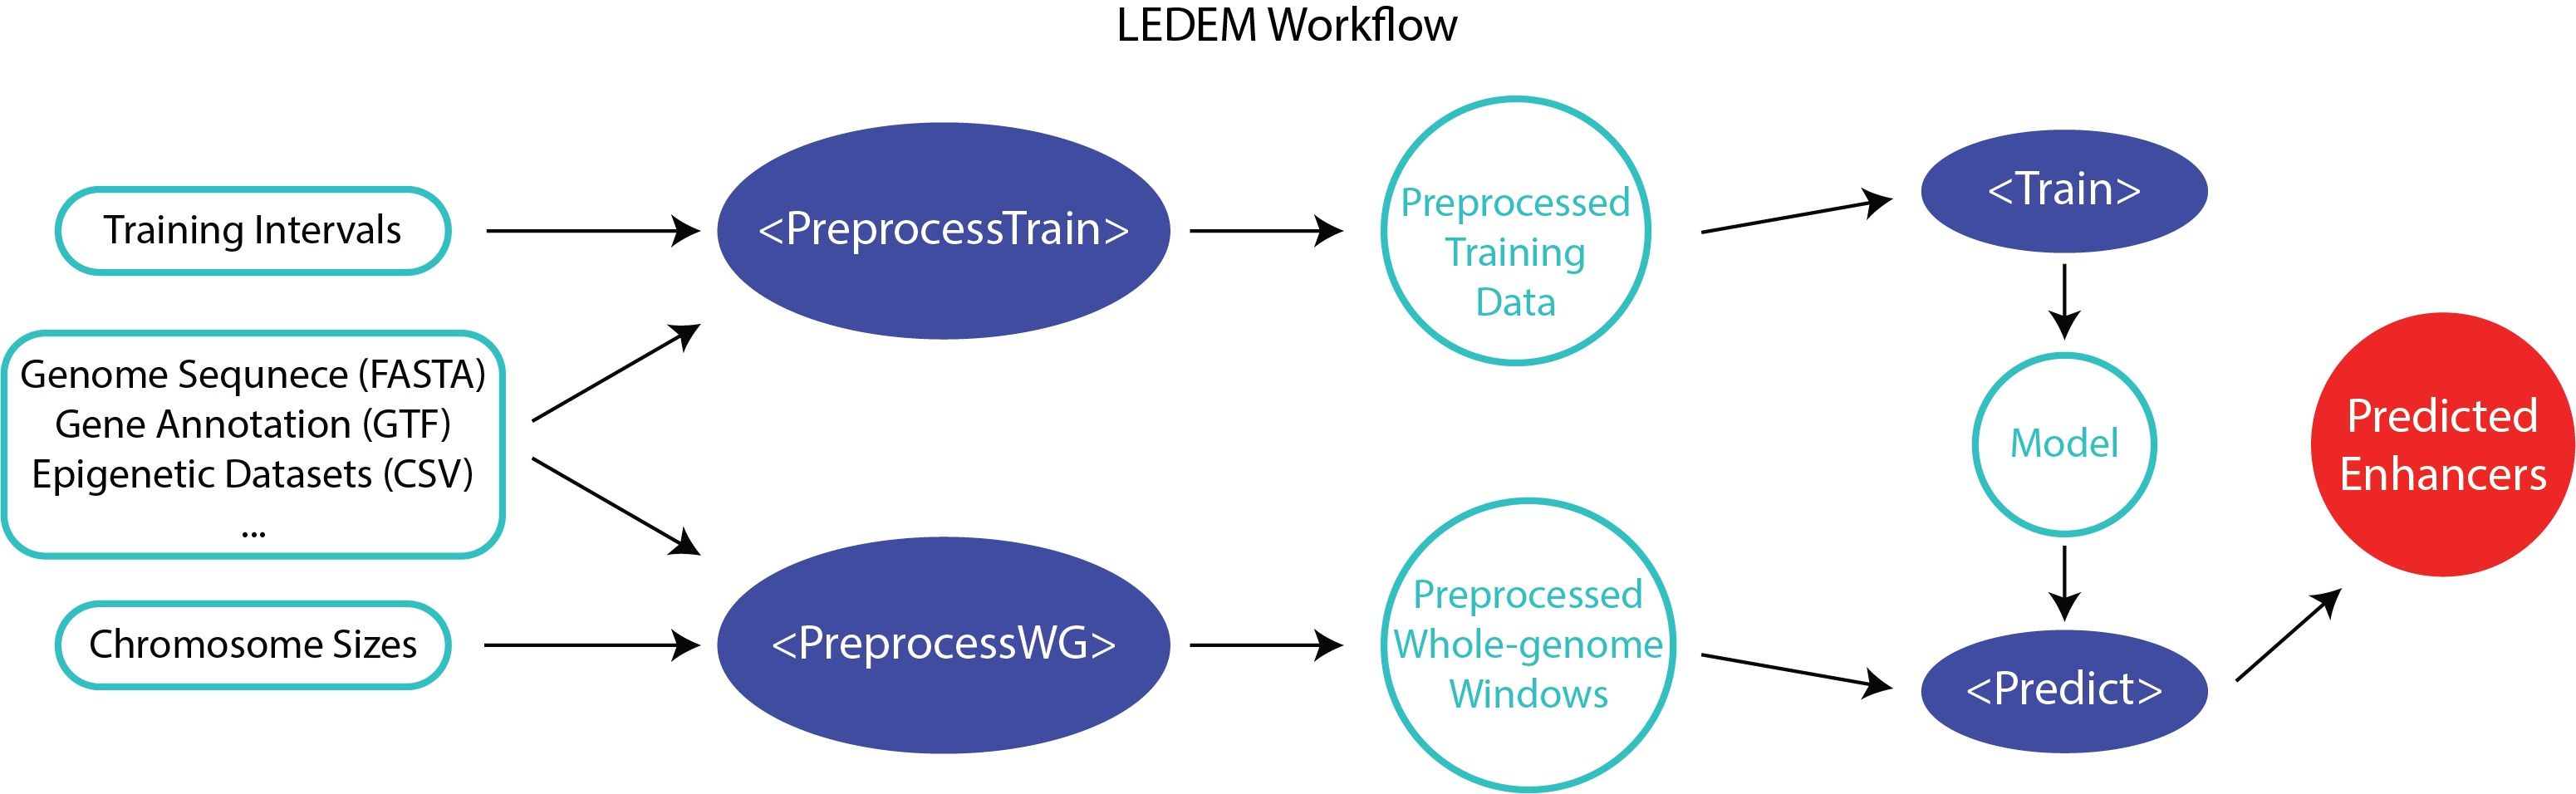 LEDEM Workflow
Training Intervals
Genome Sequnece (FASTA)
Gene Annotation (GTF)
Epigenetic Datasets (CSV)
...
Chromosome Sizes
<PreprocessTrain>
<PreprocessWG>
Preprocessed
Training
Data
Preprocessed
Whole-genome
Windows
<Train>
Model
<Predict>
Predicted
Enhancers